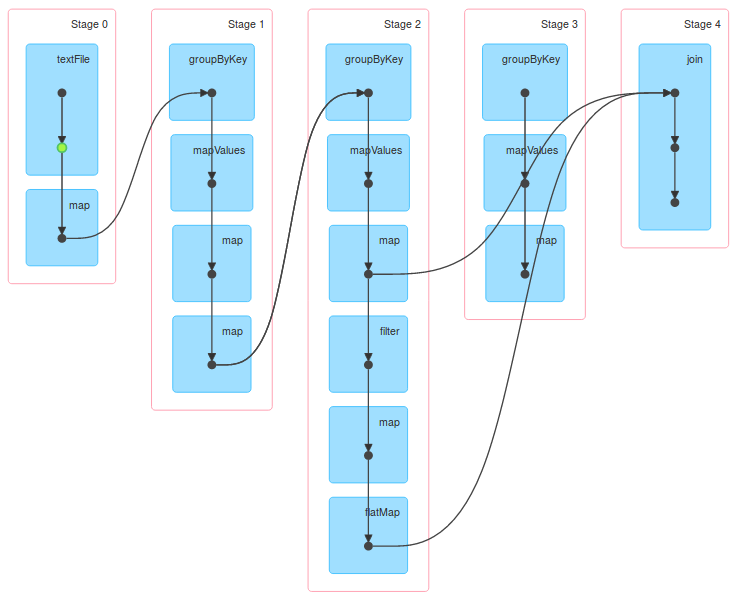 Stage 0
textFile
map
Stage 1
groupByKey
mapValues
map
map
Stage 2
groupByKey
mapValues
map
filter
map
flatMap
Stage 3
groupByKey
mapValues
map
Stage 4
join